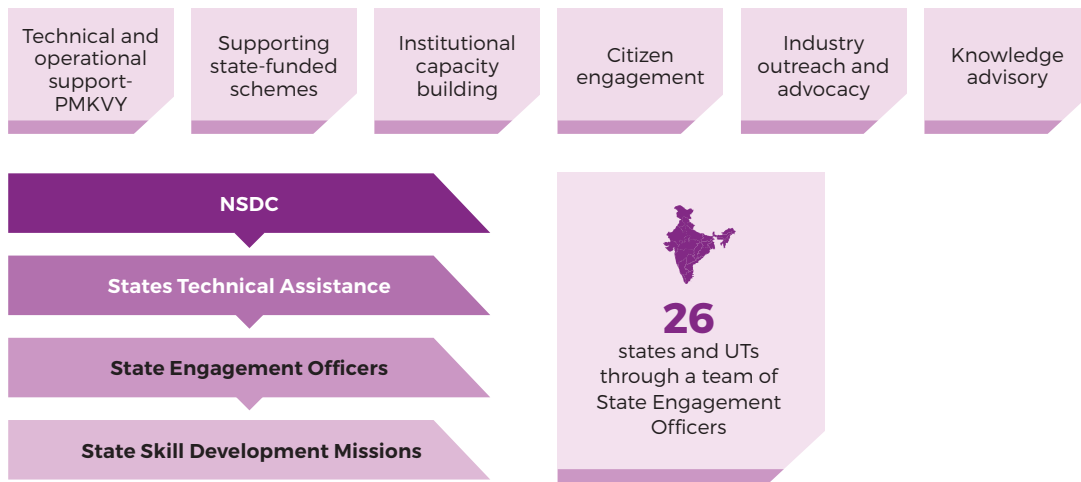 Technical and
operational
support-
PMKVY
Supporting
state-funded
schemes
Institutional
capacity
building
Citizen
engagement
Industry
outreach and
advocacy
Knowledge
advisory
NSDC
States Technical Assistance
State Engagement Officers
State Skill Development Missions
26
states and UTs
through a team of
State Engagement
Officers